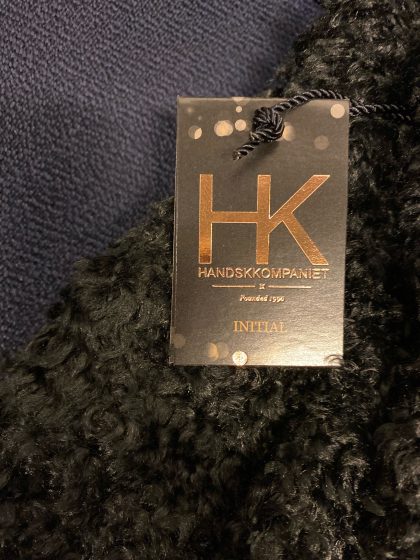 HK
HANDSKKOMPANIET
Founded 1990
INITIAL